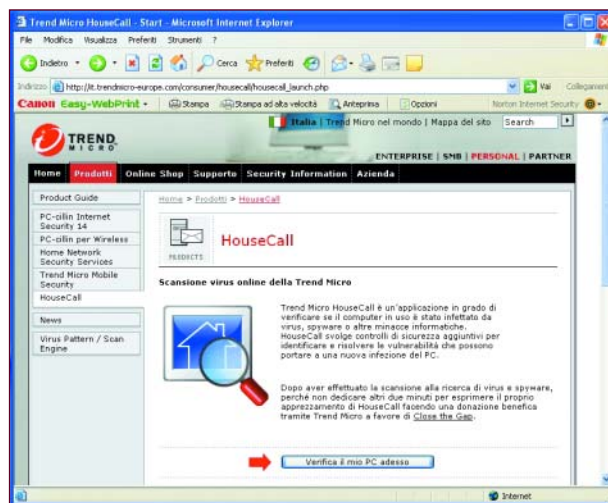 Trend Micro HouseCall - Start - Microsoft Internet Explorer
File Modifica Visualizza Preferiti Strumenti ?
Indietro Cerca Preferiti
Indirizzo http://it.trendmicro-europe.com/consumer/housecall/housecall_launch.php Vai Collegamenti
Canon Easy-WebPrint Stampa Stampa ad alta velocità Anteprima Opzioni Norton Internet Security
Italia | Trend Micro nel mondo | Mappa del sito Search
TREND
MICRO
ENTERPRISE | SMB | PERSONAL | PARTNER
Home Prodotti Online Shop Supporto Security Information Azienda
Product Guide
PC-cillin Internet
Security 14
PC-cillin per Wireless
Home Network
Security Services
Trend Micro Mobile
Security
HouseCall
News
Virus Pattern / Scan
Engine
Home > Prodotti > HouseCall
PRODUCTS
HouseCall
Scansione virus online della Trend Micro
Trend Micro HouseCall è un'applicazione in grado di
verificare se il computer in uso è stato infettato da
virus, spyware o altre minacce informatiche.
HouseCall svolge controlli di sicurezza aggiuntivi per
identificare e risolvere le vulnerabilità che possono
portare a una nuova infezione del PC.
Dopo aver effettuato la scansione alla ricerca di virus e spyware,
perché non dedicare altri due minuti per esprimere il proprio
apprezzamento di HouseCall facendo una donazione benefica
tramite Trend Micro a favore di Close the Gap.
Verifica il mio PC adesso
Internet